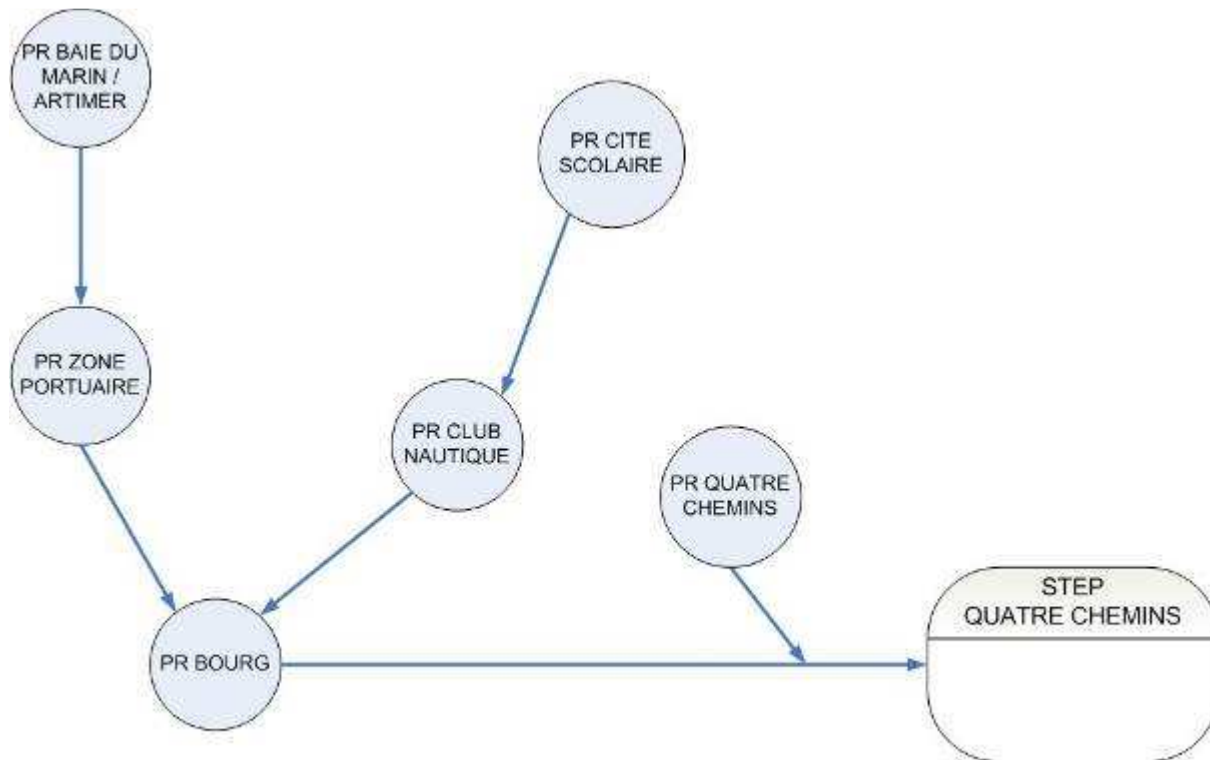 PR BAIE DU
MARIN /
ARTIMER
PR CITE
SCOLAIRE
PR ZONE
PORTUAIRE
PR CLUB
NAUTIQUE
PR QUATRE
CHEMINS
STEP
QUATRE CHEMINS
PR BOURG